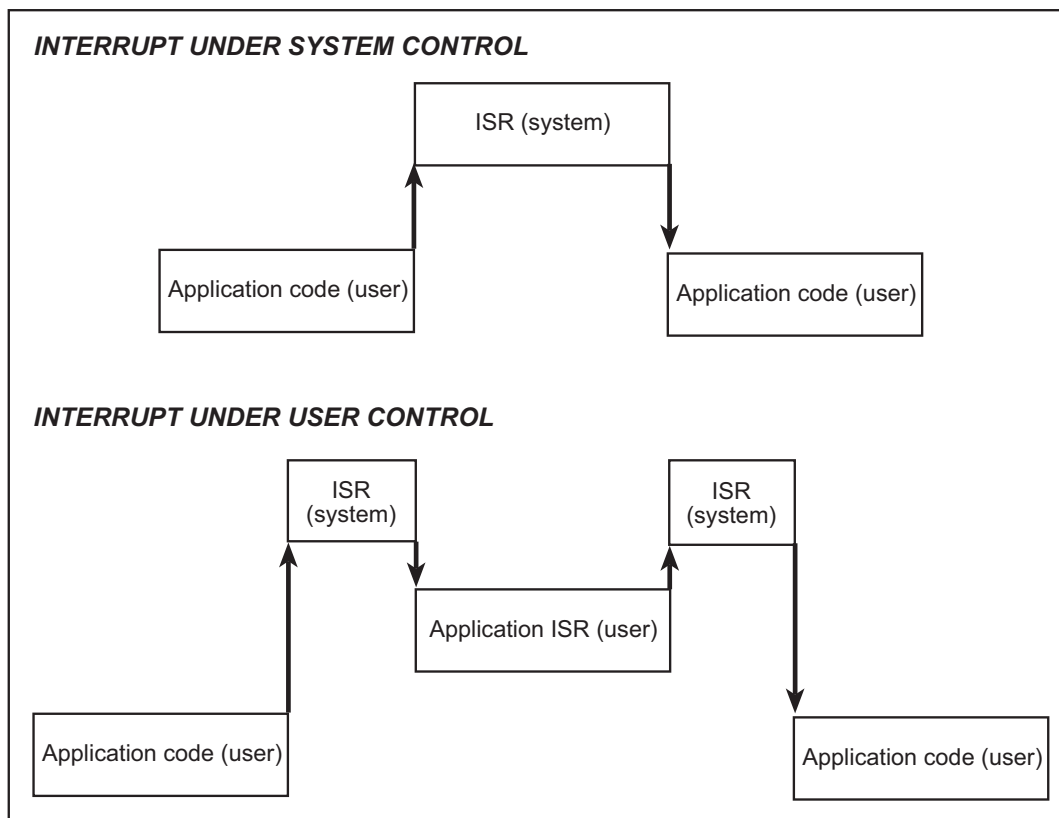 INTERRUPT UNDER SYSTEM CONTROL
ISR (system)
Application code (user)
Application code (user)
INTERRUPT UNDER USER CONTROL
ISR
(system)
ISR
(system)
Application ISR (user)
Application code (user)
Application code (user)